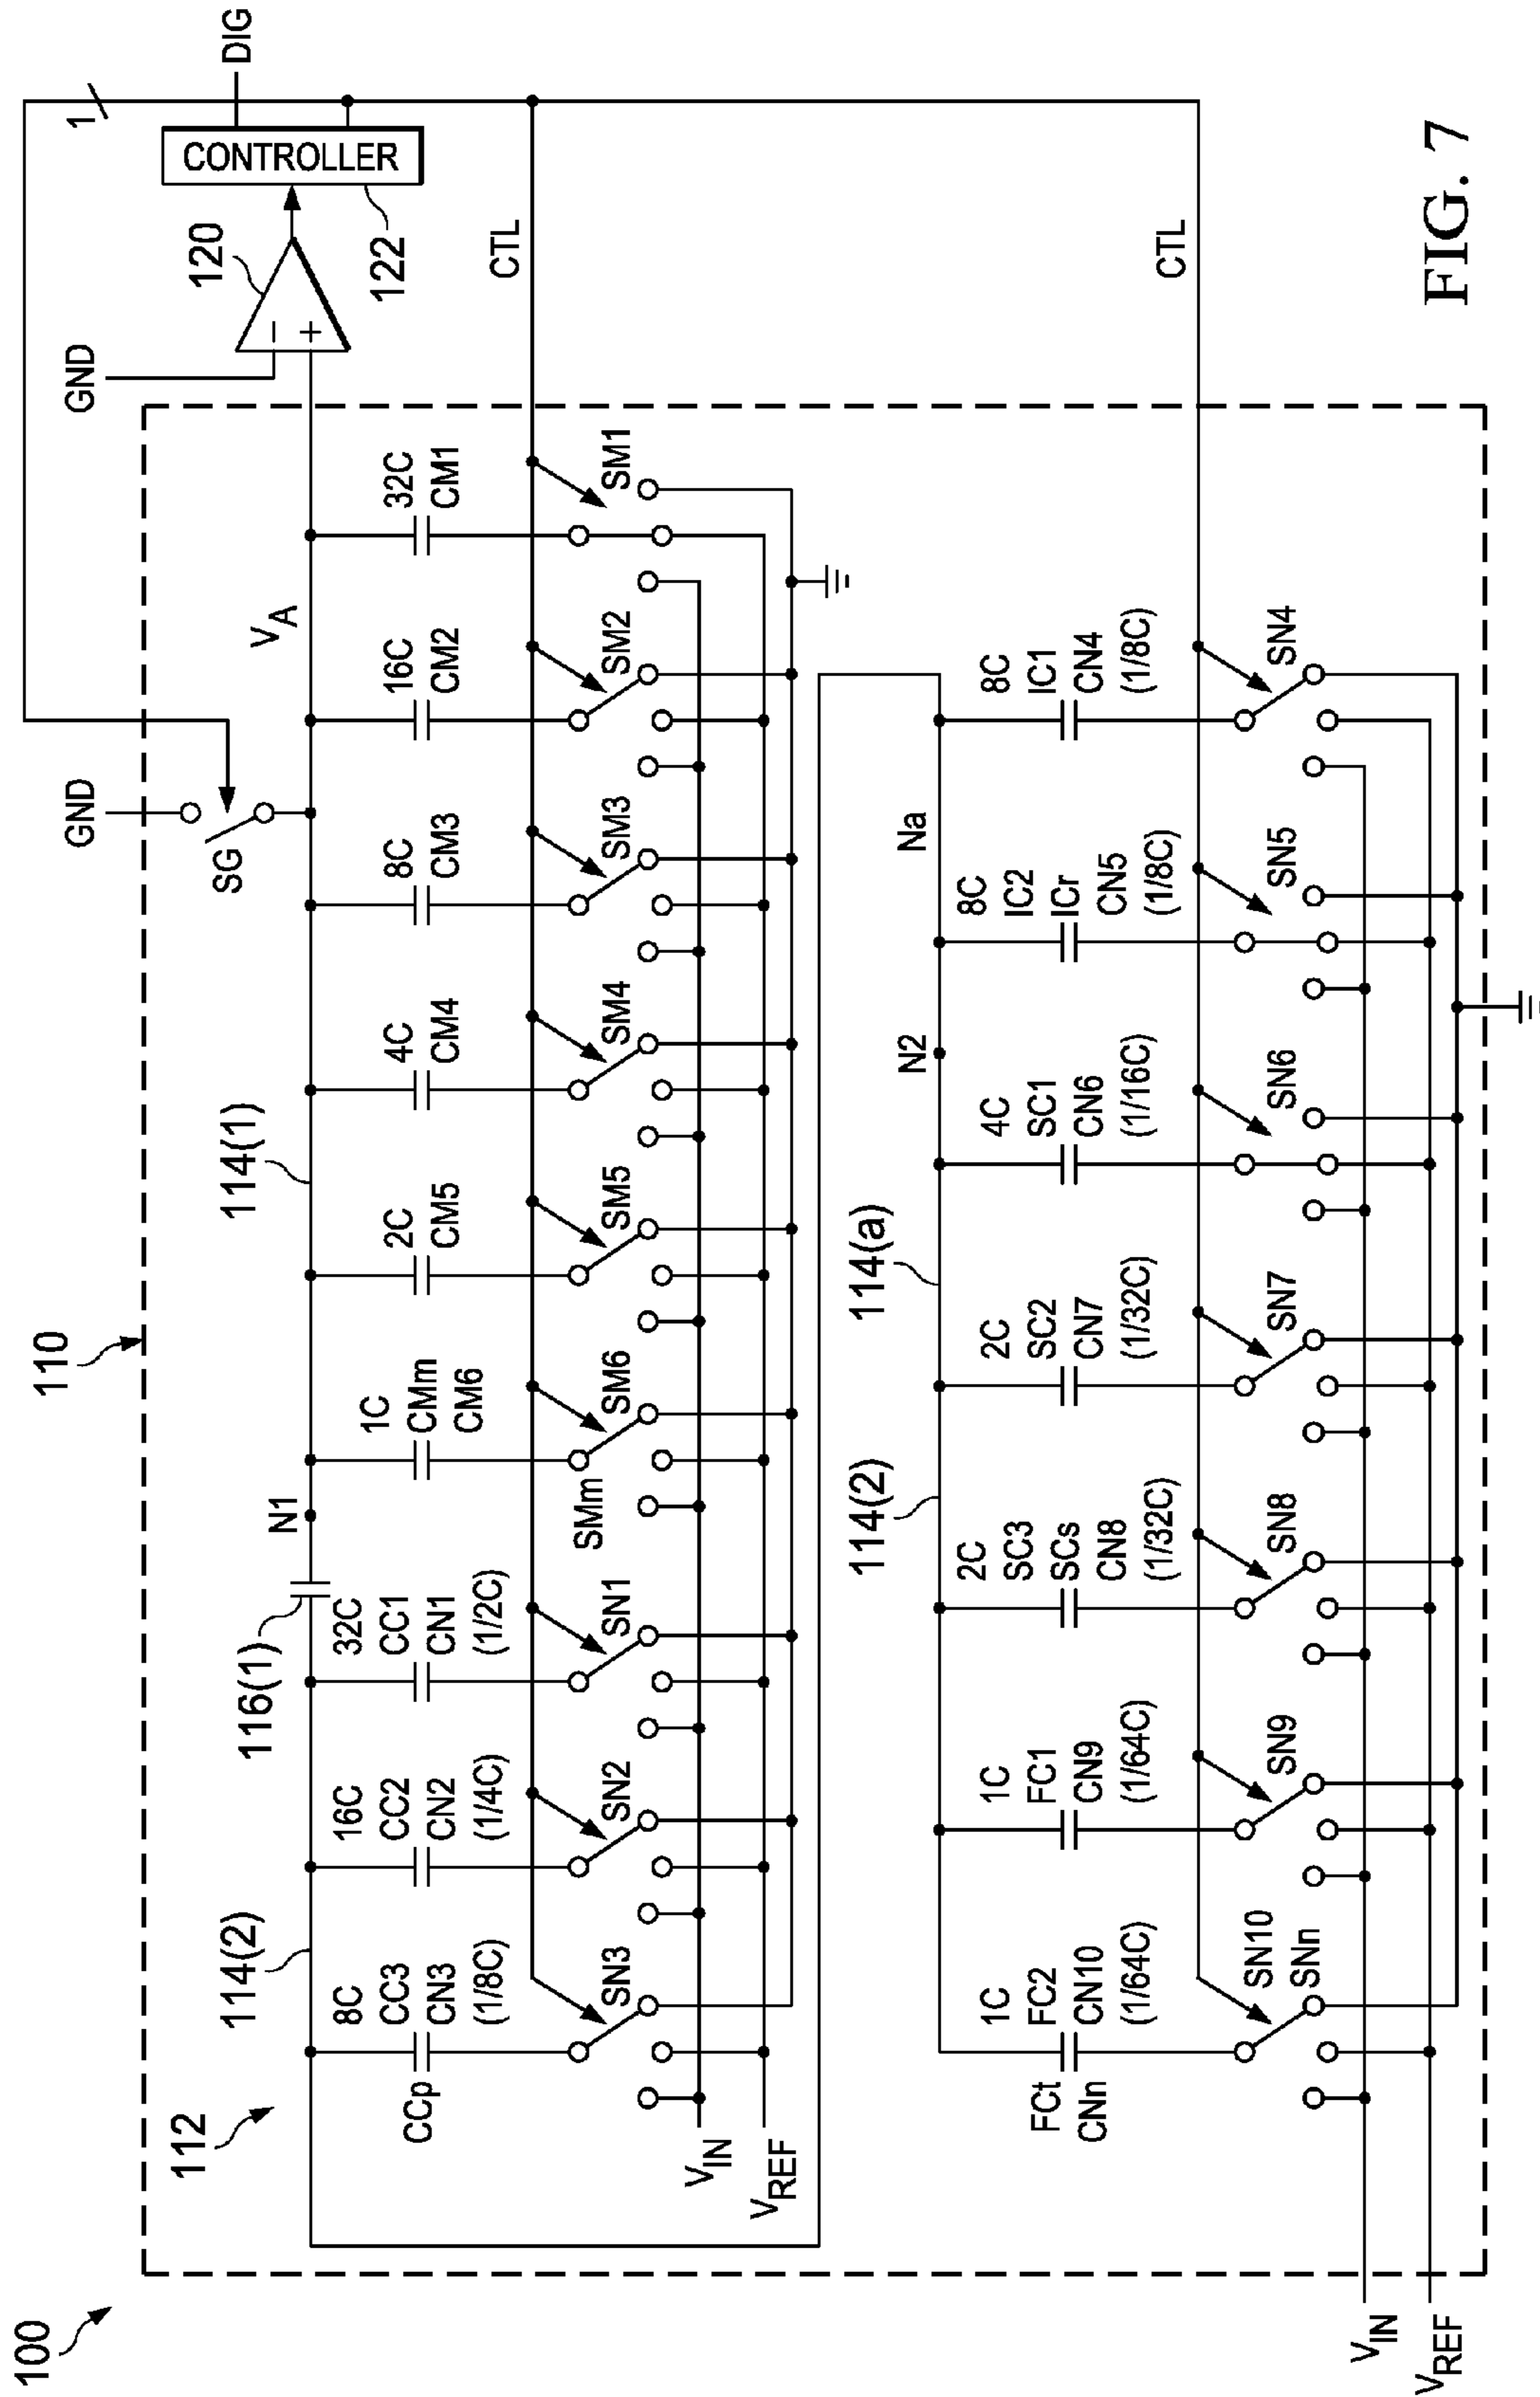 100
110
112
114(2)
116(1)
114(1)
GND
SG
GND
120
1
DIG
CONTROLLER
122
N1
V_A
8C
CC3
CN3
(1/8C)
CCp
16C
CC2
CN2
(1/4C)
32C
CC1
CN1
(1/2C)
1C
CMm
CM6
2C
CM5
4C
CM4
8C
CM3
16C
CM2
32C
CM1
− +
CTL
SN3
SN2
SN1
SMm
SM6
SM5
SM4
SM3
SM2
SM1
V_IN
V_REF
114(2)
114(a)
N2
Na
1C
FC2
CN10
(1/64C)
FCt
CNn
1C
FC1
CN9
(1/64C)
2C
SC3
SCs
CN8
(1/32C)
2C
SC2
CN7
(1/32C)
4C
SC1
CN6
(1/16C)
8C
IC2
ICr
CN5
(1/8C)
8C
IC1
CN4
(1/8C)
CTL
SN10
SNn
SN9
SN8
SN7
SN6
SN5
SN4
V_IN
V_REF
FIG. 7